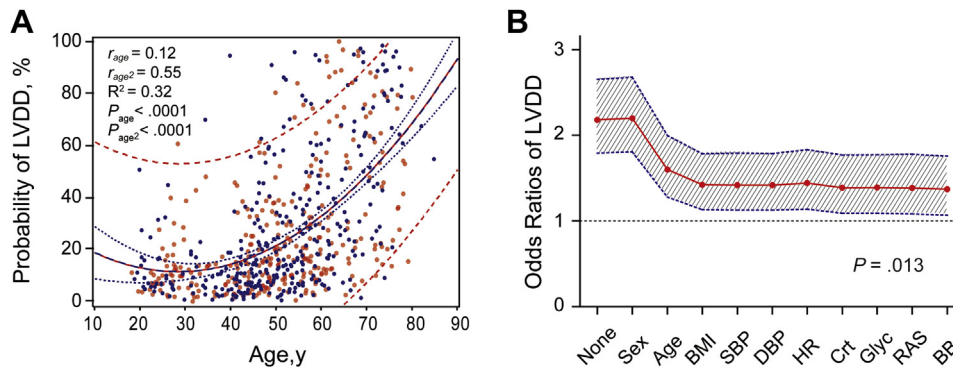 A
Probability of LVDD, %
100
80
60
40
20
0
r_age = 0.12
r_age2 = 0.55
R² = 0.32
P_age < .0001
P_age2 < .0001
10 20 30 40 50 60 70 80 90
Age,y
B
Odds Ratios of LVDD
3
2
1
0
P = .013
None Sex Age BMI SBP DBP HR Crt Glyc RAS BB